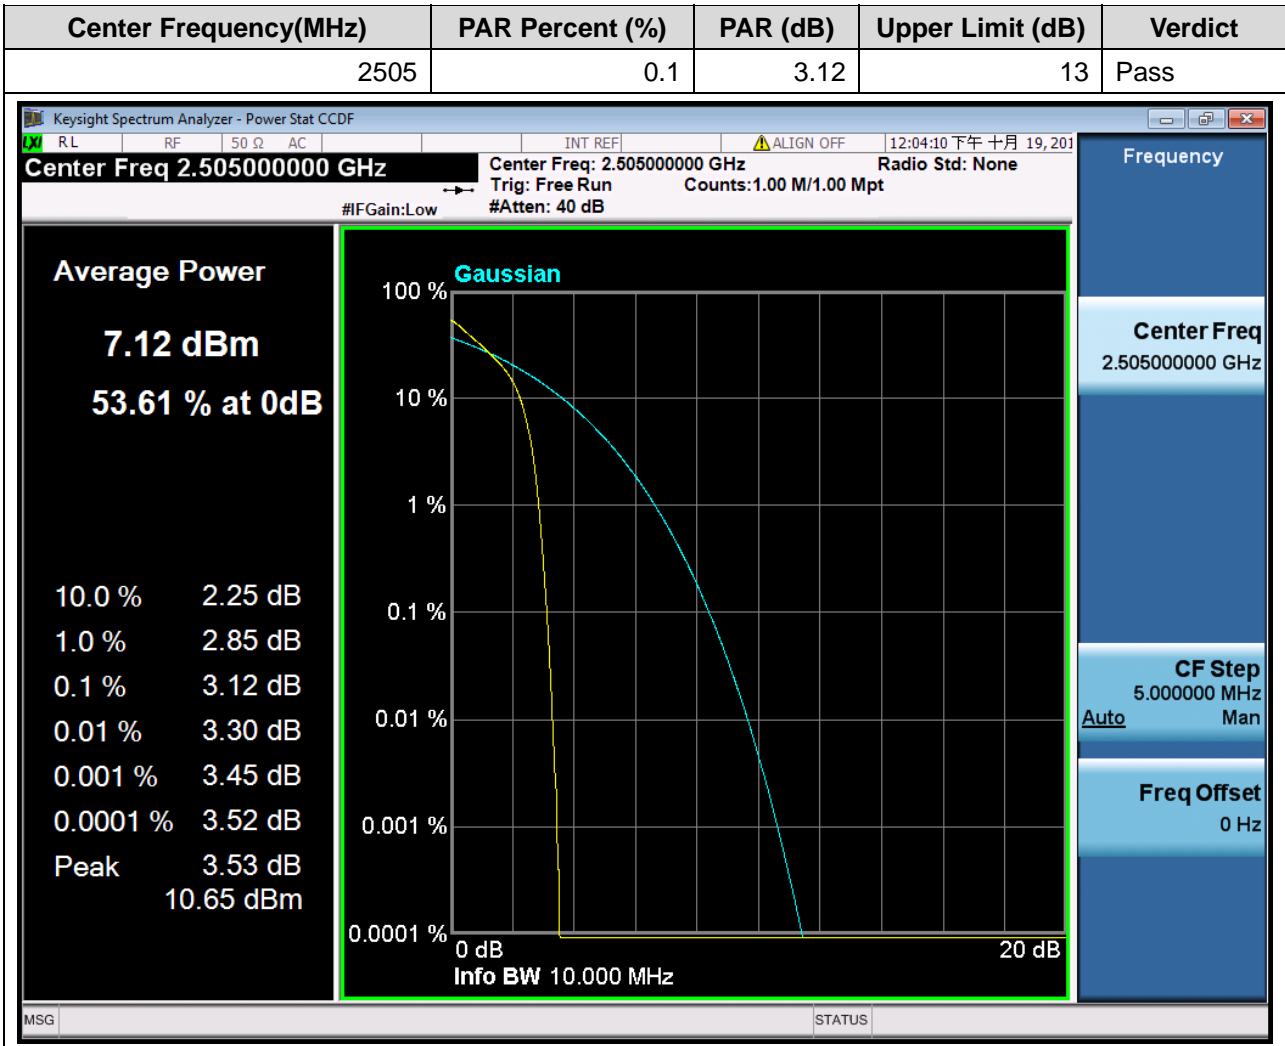 Center Frequency(MHz) PAR Percent (%) PAR (dB) Upper Limit (dB) Verdict
2505 0.1 3.12 13 Pass
Keysight Spectrum Analyzer - Power Stat CCDF
LXI RL RF 50 Ω AC INT REF ALIGN OFF 12:04:10 下午 十月 19, 201
Center Freq 2.505000000 GHz
Center Freq: 2.505000000 GHz Radio Std: None
Trig: Free Run Counts:1.00 M/1.00 Mpt
#IFGain:Low #Atten: 40 dB
Frequency
Average Power
7.12 dBm
53.61 % at 0dB
10.0 % 2.25 dB
1.0 % 2.85 dB
0.1 % 3.12 dB
0.01 % 3.30 dB
0.001 % 3.45 dB
0.0001 % 3.52 dB
Peak 3.53 dB
10.65 dBm
Gaussian
100 %
10 %
1 %
0.1 %
0.01 %
0.001 %
0.0001 %
0 dB 20 dB
Info BW 10.000 MHz
Center Freq
2.505000000 GHz
CF Step
5.000000 MHz
Auto Man
Freq Offset
0 Hz
MSG STATUS